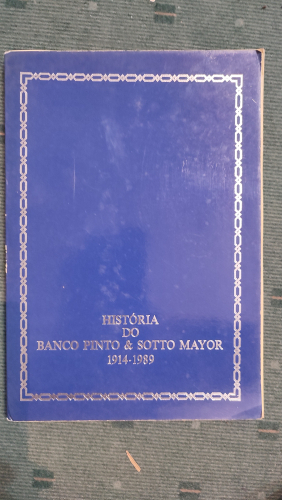 HISTÓRIA
DO
BANCO PINTO & SOTTO MAYOR
1914-1989